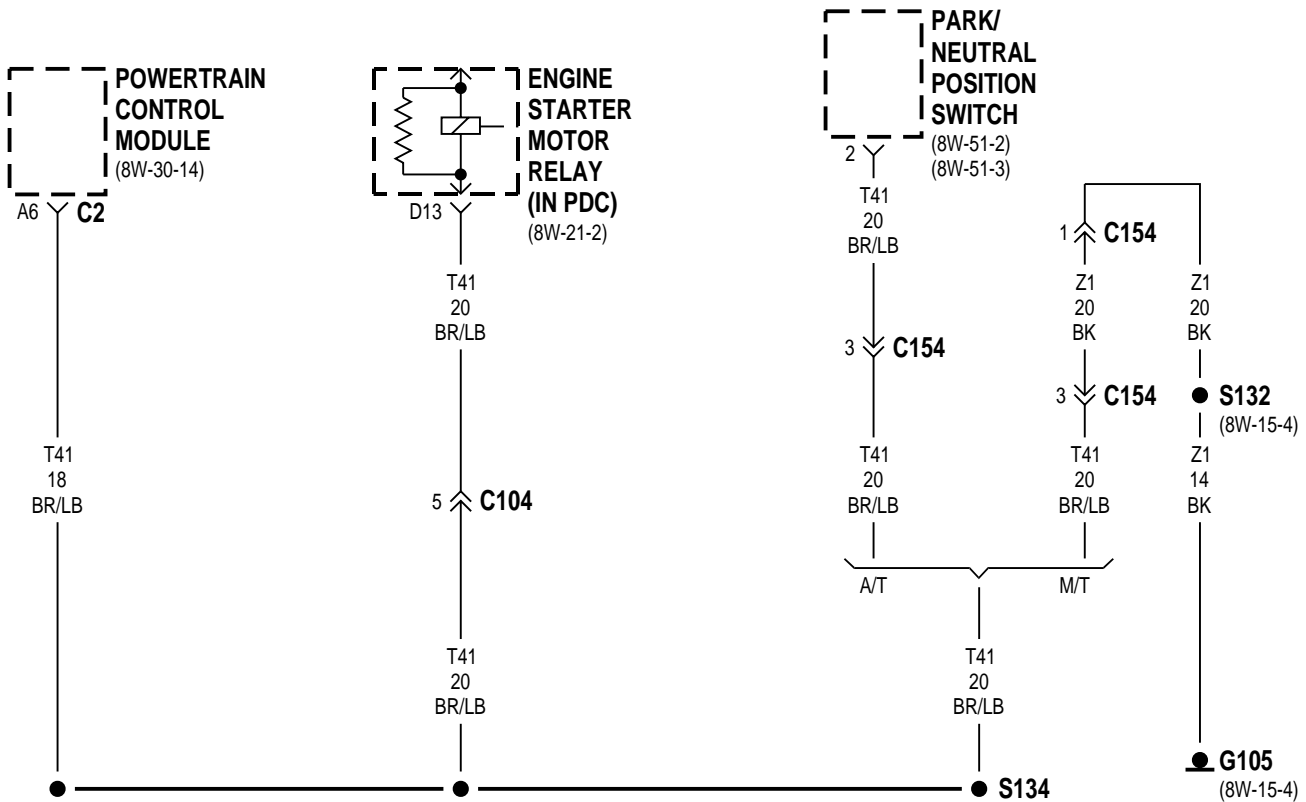 POWERTRAIN
CONTROL
MODULE
(8W-30-14)
A6
C2
T41
18
BR/LB
ENGINE
STARTER
MOTOR
RELAY
(IN PDC)
(8W-21-2)
D13
T41
20
BR/LB
5
C104
T41
20
BR/LB
PARK/
NEUTRAL
POSITION
SWITCH
(8W-51-2)
(8W-51-3)
2
T41
20
BR/LB
3
C154
T41
20
BR/LB
A/T
1
C154
Z1
20
BK
3
C154
T41
20
BR/LB
M/T
T41
20
BR/LB
S134
Z1
20
BK
S132
(8W-15-4)
Z1
14
BK
G105
(8W-15-4)